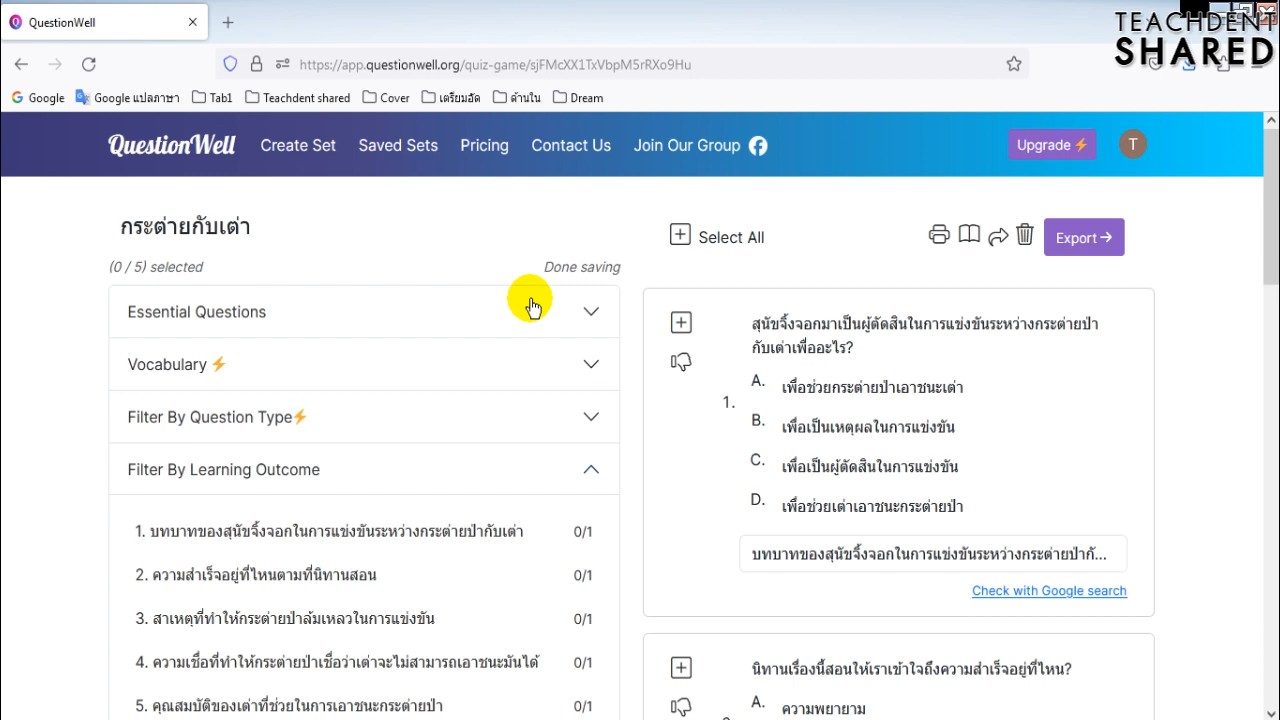 QuestionWell
TEACHDENT
SHARED
https://app.questionwell.org/quiz-game/sjFMcXX1TxVbpM5rRXo9Hu
Google
Google แปลภาษา
Tab1
Teachdent shared
Cover
เตรียมอัด
ด้านใน
Dream
QuestionWell
Create Set
Saved Sets
Pricing
Contact Us
Join Our Group
Upgrade
T
กระต่ายกับเต่า
(0 / 5) selected
Done saving
Essential Questions
Vocabulary
Filter By Question Type
Filter By Learning Outcome
1. บทบาทของสุนัขจิ้งจอกในการแข่งขันระหว่างกระต่ายป่ากับเต่า 0/1
2. ความสำเร็จอยู่ที่ไหนตามที่นิทานสอน 0/1
3. สาเหตุที่ทำให้กระต่ายป่าล้มเหลวในการแข่งขัน 0/1
4. ความเชื่อที่ทำให้กระต่ายป่าเชื่อว่าเต่าจะไม่สามารถเอาชนะมันได้ 0/1
5. คุณสมบัติของเต่าที่ช่วยในการเอาชนะกระต่ายป่า 0/1
Select All
Export
1.
สุนัขจิ้งจอกมาเป็นผู้ตัดสินในการแข่งขันระหว่างกระต่ายป่า
กับเต่าเพื่ออะไร?
A. เพื่อช่วยกระต่ายป่าเอาชนะเต่า
B. เพื่อเป็นเหตุผลในการแข่งขัน
C. เพื่อเป็นผู้ตัดสินในการแข่งขัน
D. เพื่อช่วยเต่าเอาชนะกระต่ายป่า
บทบาทของสุนัขจิ้งจอกในการแข่งขันระหว่างกระต่ายป่ากั...
Check with Google search
นิทานเรื่องนี้สอนให้เราเข้าใจถึงความสำเร็จอยู่ที่ไหน?
A. ความพยายาม